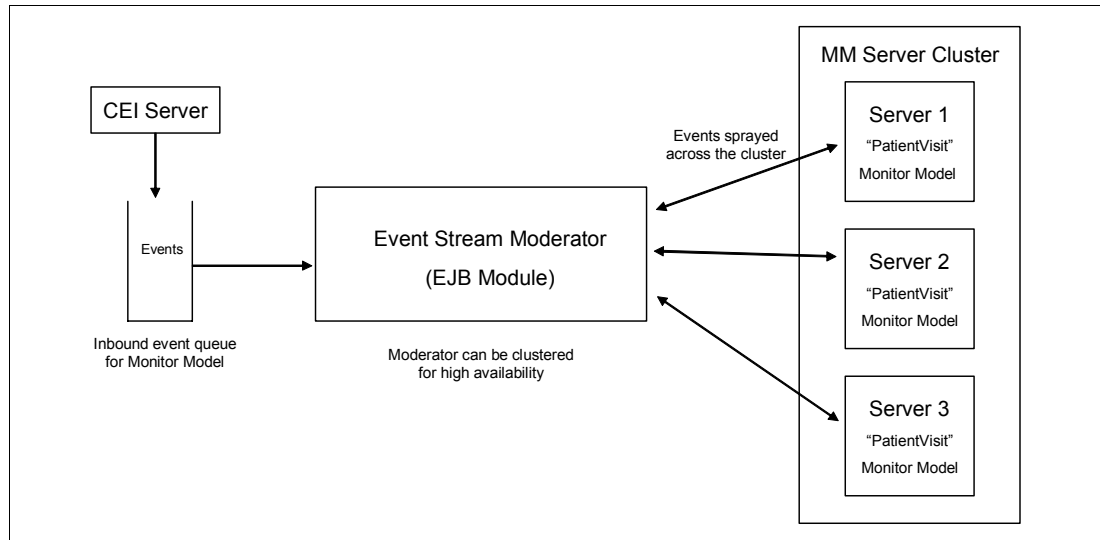 MM Server Cluster
CEI Server
Events
Inbound event queue
for Monitor Model
Event Stream Moderator
(EJB Module)
Moderator can be clustered
for high availability
Events sprayed
across the cluster
Server 1
“PatientVisit”
Monitor Model
Server 2
“PatientVisit”
Monitor Model
Server 3
“PatientVisit”
Monitor Model